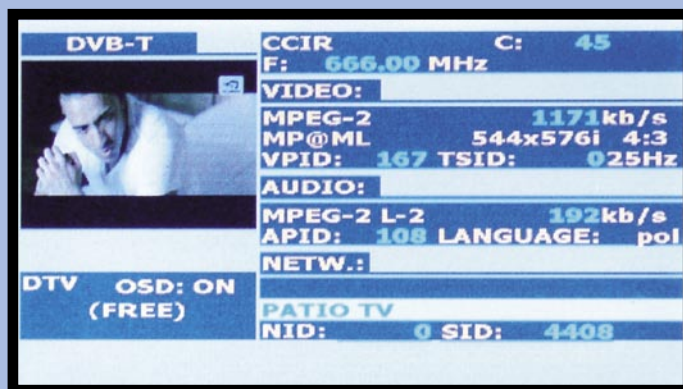 DVB-T
CCIR C: 45
F: 666.00 MHz
VIDEO:
MPEG-2 1171kb/s
MP@ML 544x576i 4:3
VPID: 167 TSID: 025Hz
AUDIO:
MPEG-2 L-2 192kb/s
APID: 108 LANGUAGE: pol
NETW.:
PATIO TV
NID: 0 SID: 4408
DTV OSD: ON
(FREE)